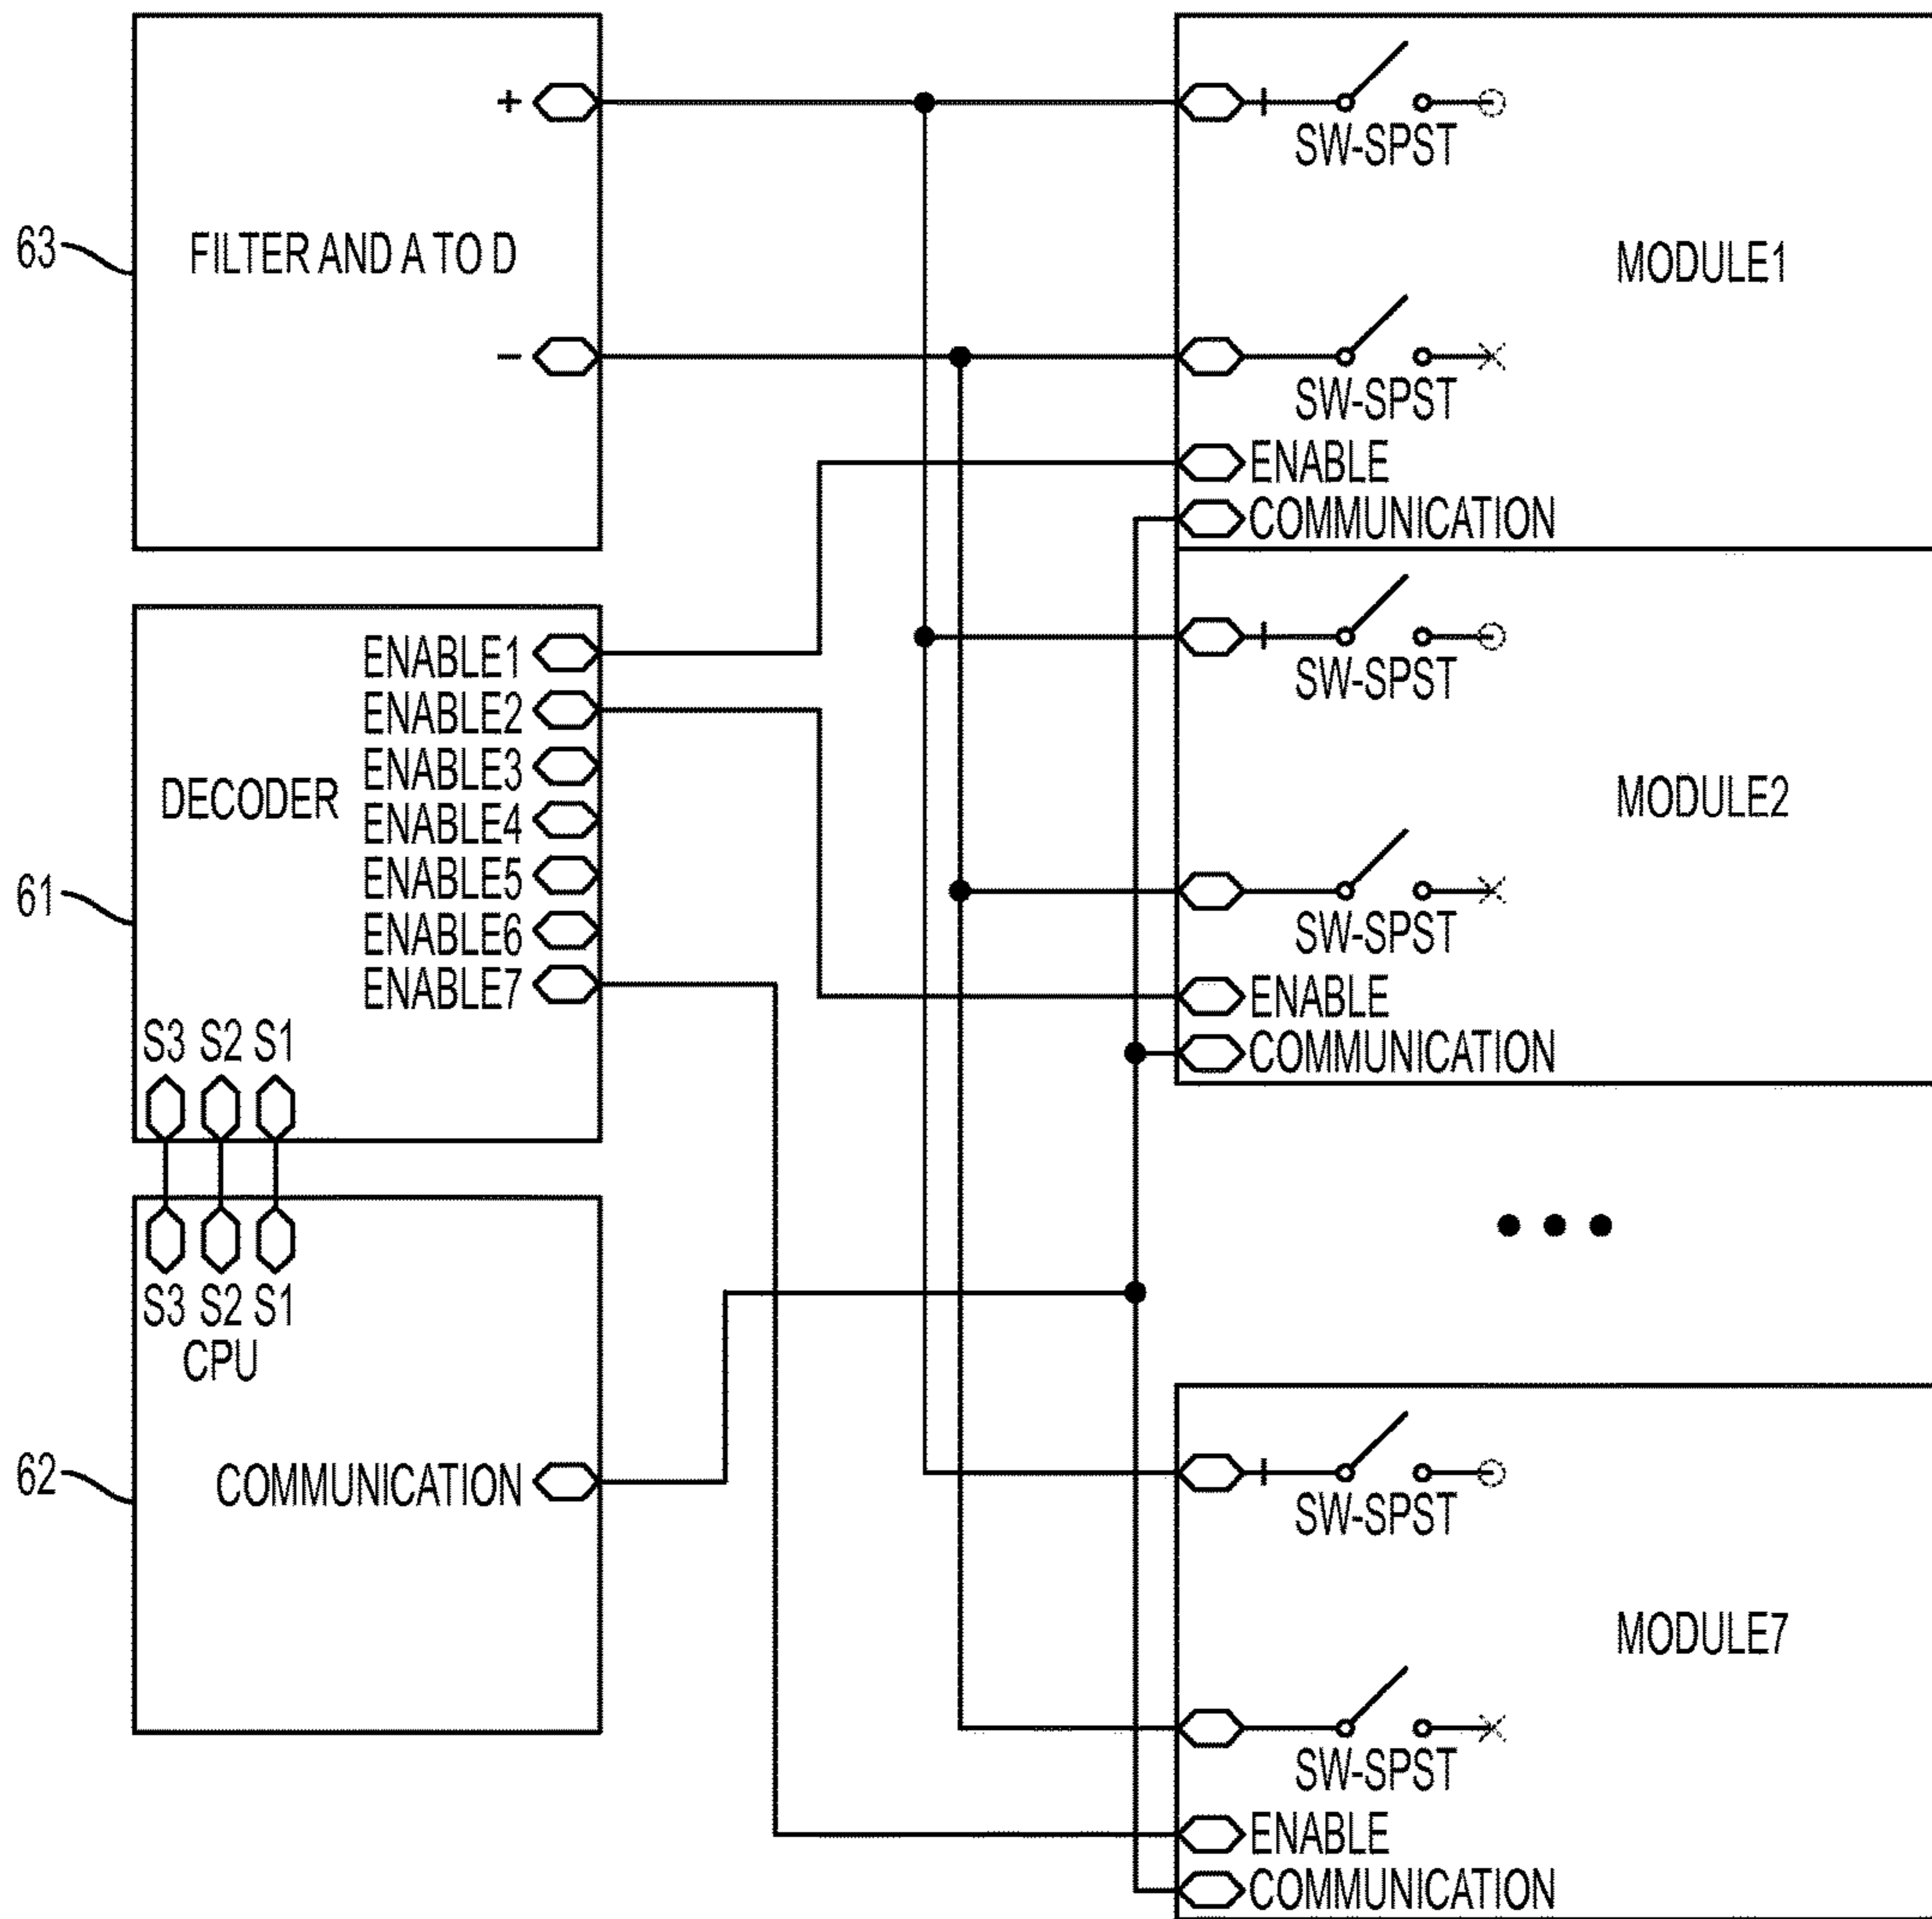 63
FILTER AND A TO D
+
−
61
DECODER
ENABLE1
ENABLE2
ENABLE3
ENABLE4
ENABLE5
ENABLE6
ENABLE7
S3 S2 S1
62
S3 S2 S1
CPU
COMMUNICATION
SW-SPST
MODULE1
SW-SPST
ENABLE
COMMUNICATION
SW-SPST
MODULE2
SW-SPST
ENABLE
COMMUNICATION
SW-SPST
MODULE7
SW-SPST
ENABLE
COMMUNICATION